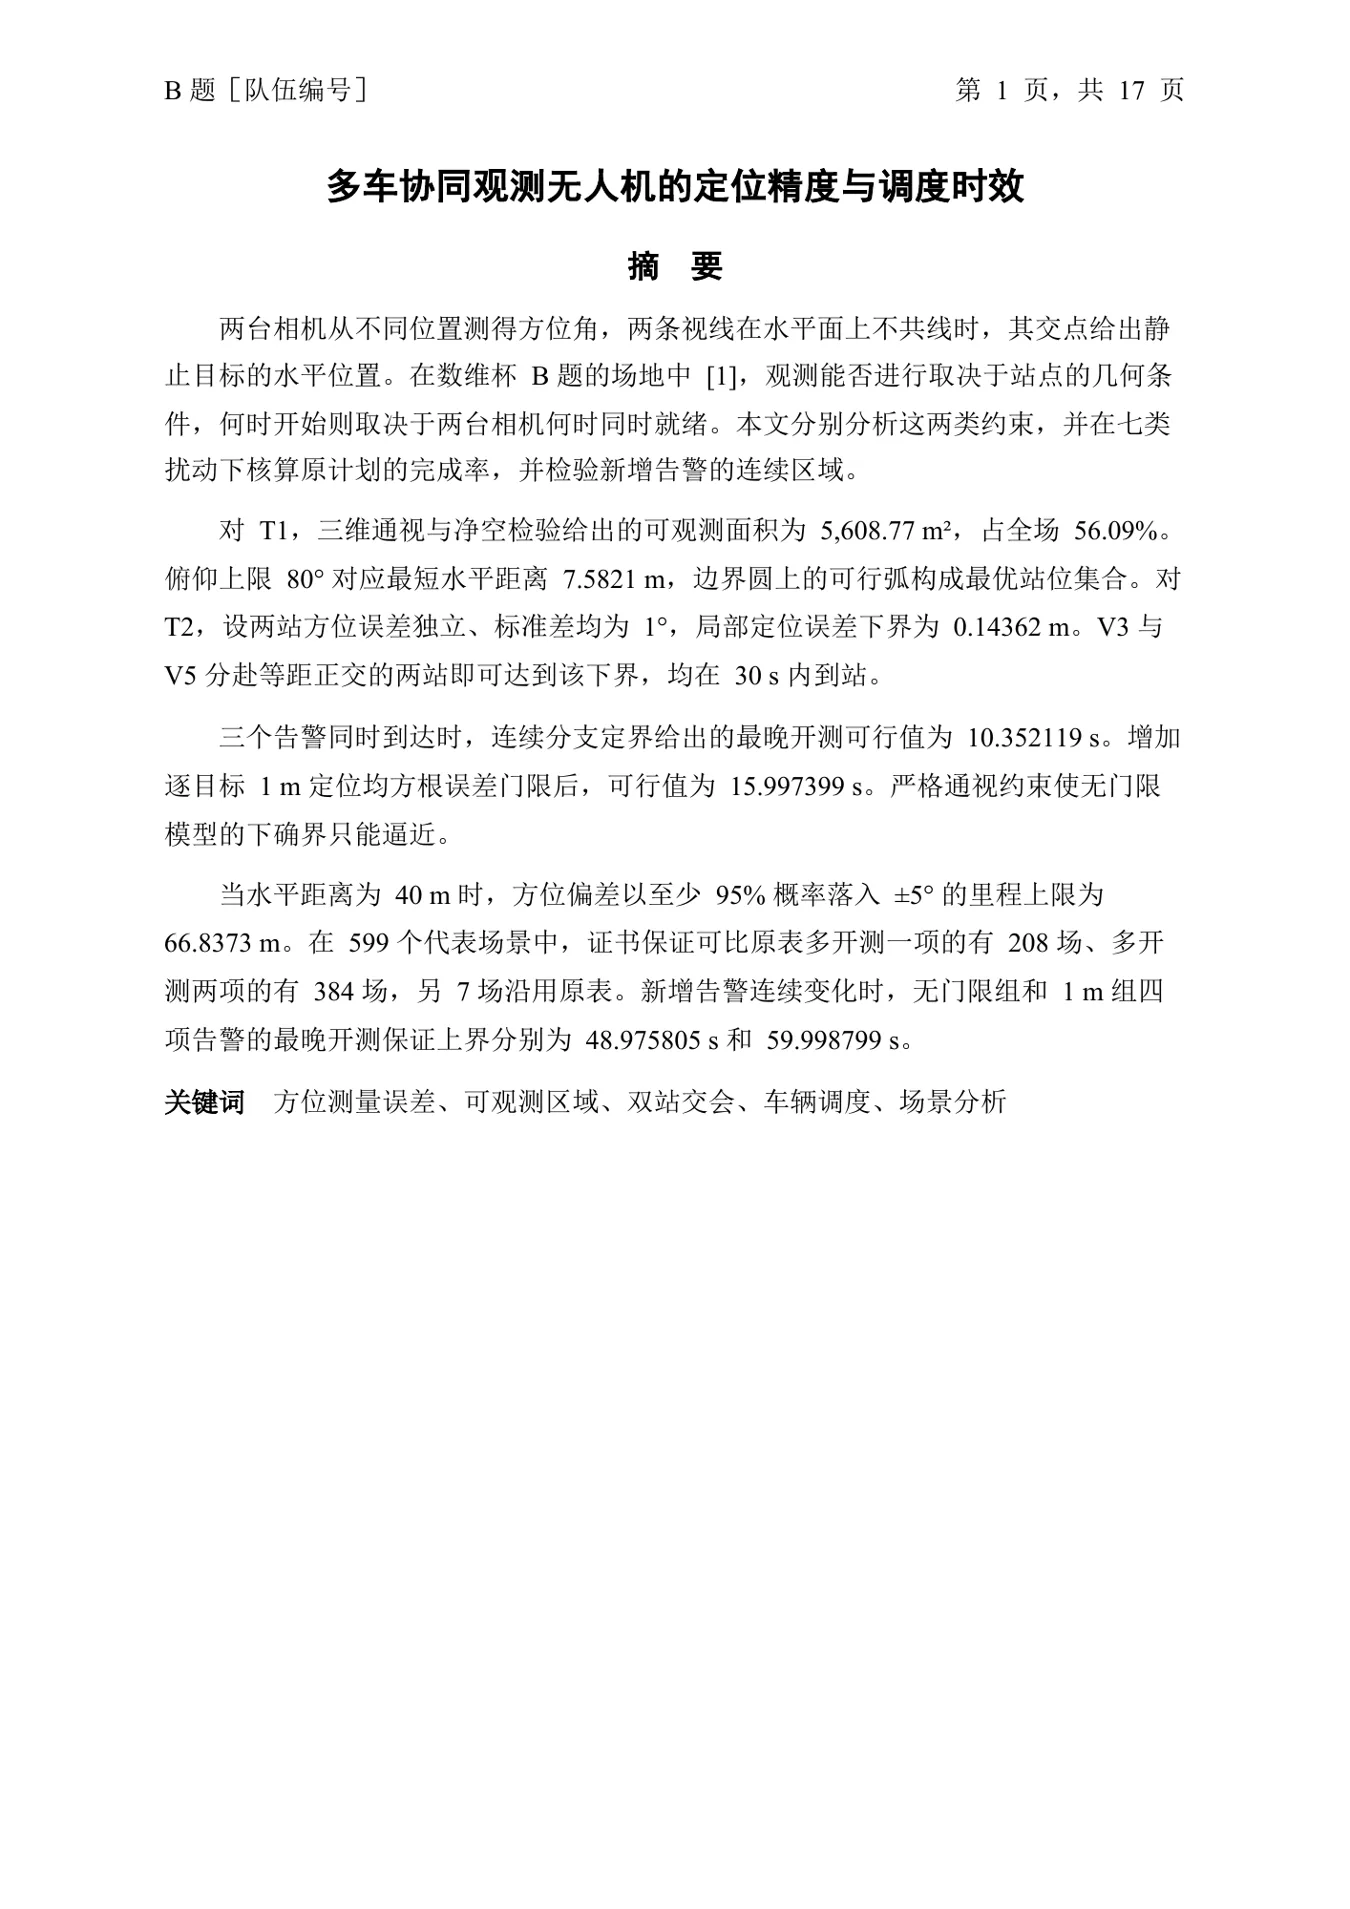 B 题［队伍编号］ 第 1 页，共 17 页
多车协同观测无人机的定位精度与调度时效
摘 要
两台相机从不同位置测得方位角，两条视线在水平面上不共线时，其交点给出静
止目标的水平位置。在数维杯 B 题的场地中 [1]，观测能否进行取决于站点的几何条
件，何时开始则取决于两台相机何时同时就绪。本文分别分析这两类约束，并在七类
扰动下核算原计划的完成率，并检验新增告警的连续区域。
对 T1，三维通视与净空检验给出的可观测面积为 5,608.77 m²，占全场 56.09%。
俯仰上限 80° 对应最短水平距离 7.5821 m，边界圆上的可行弧构成最优站位集合。对
T2，设两站方位误差独立、标准差均为 1°，局部定位误差下界为 0.14362 m。V3 与
V5 分赴等距正交的两站即可达到该下界，均在 30 s 内到站。
三个告警同时到达时，连续分支定界给出的最晚开测可行值为 10.352119 s。增加
逐目标 1 m 定位均方根误差门限后，可行值为 15.997399 s。严格通视约束使无门限
模型的下确界只能逼近。
当水平距离为 40 m 时，方位偏差以至少 95% 概率落入 ±5° 的里程上限为
66.8373 m。在 599 个代表场景中，证书保证可比原表多开测一项的有 208 场、多开
测两项的有 384 场，另 7 场沿用原表。新增告警连续变化时，无门限组和 1 m 组四
项告警的最晚开测保证上界分别为 48.975805 s 和 59.998799 s。
关键词 方位测量误差、可观测区域、双站交会、车辆调度、场景分析